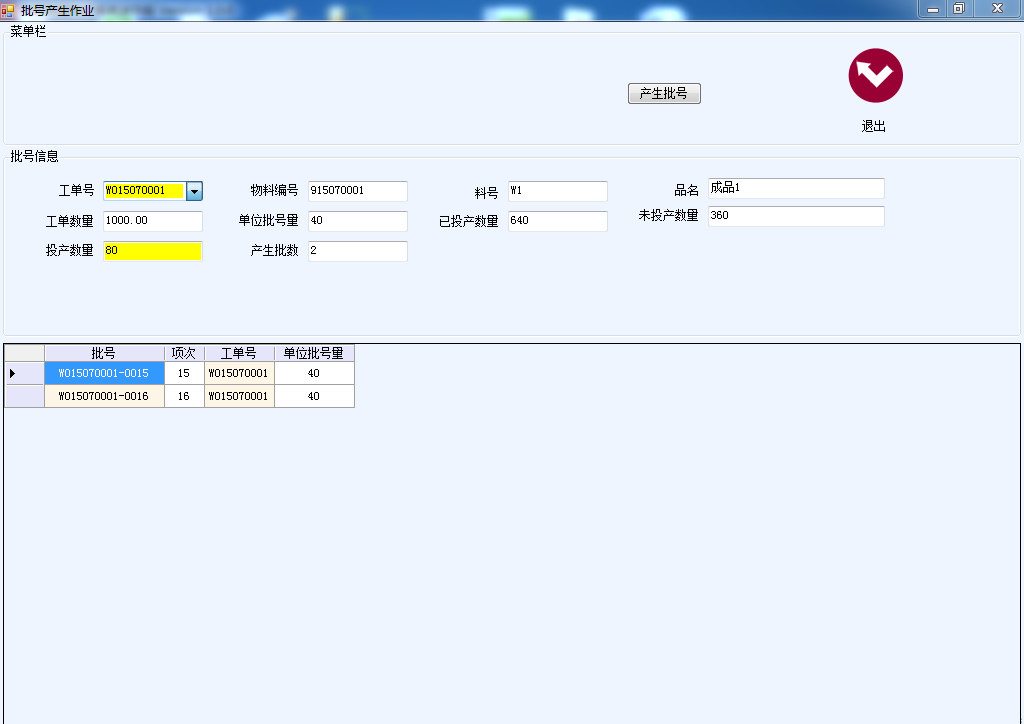 批号产生作业
菜单栏
产生批号
退出
批号信息
工单号 W015070001 物料编号 915070001 料号 W1 品名 成品1
工单数量 1000.00 单位批号量 40 已投产数量 640 未投产数量 360
投产数量 80 产生批数 2
批号 项次 工单号 单位批号量
W015070001-0015 15 W015070001 40
W015070001-0016 16 W015070001 40